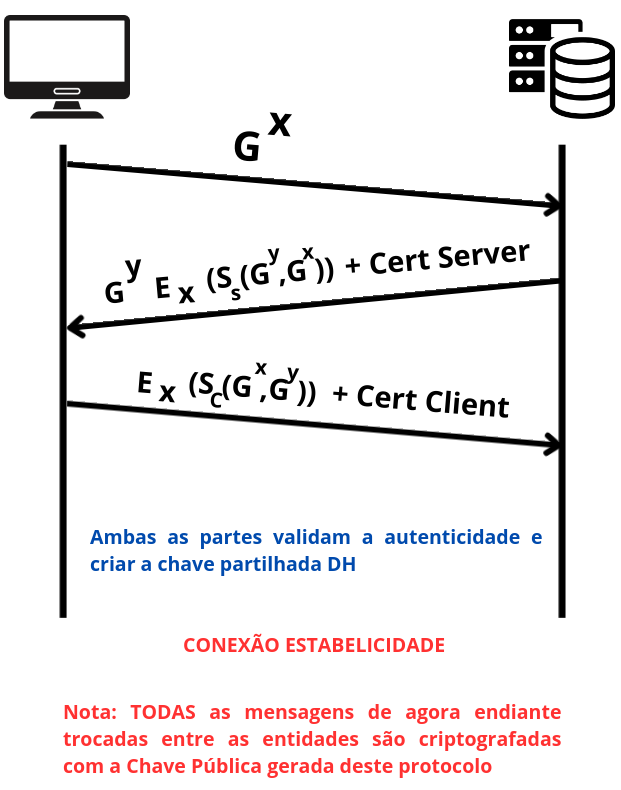 G^x
G^y E_x (S_s(G^y,G^x)) + Cert Server
E_x (S_C(G^x,G^y)) + Cert Client
Ambas as partes validam a autenticidade e
criar a chave partilhada DH
CONEXÃO ESTABELICIDADE
Nota: TODAS as mensagens de agora endiante
trocadas entre as entidades são criptografadas
com a Chave Pública gerada deste protocolo